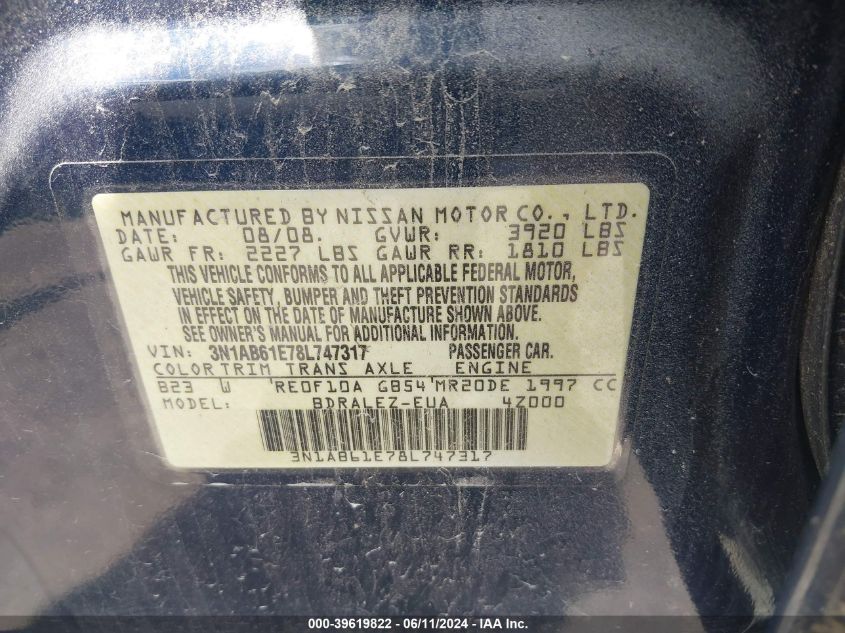 MANUFACTURED BY NISSAN MOTOR CO., LTD.
DATE: 08/08. GVWR: 3920 LBS
GAWR FR: 2227 LBS GAWR RR: 1810 LBS
THIS VEHICLE CONFORMS TO ALL APPLICABLE FEDERAL MOTOR,
VEHICLE SAFETY, BUMPER AND THEFT PREVENTION STANDARDS
IN EFFECT ON THE DATE OF MANUFACTURE SHOWN ABOVE.
SEE OWNER'S MANUAL FOR ADDITIONAL INFORMATION.
VIN: 3N1AB61E78L747317 PASSENGER CAR.
COLOR TRIM TRANS AXLE ENGINE
B23 W 'RE0F10A GB54'MR20DE 1997 CC
MODEL: BDRALEZ-EUA 4Z000
3N1AB61E78L747317
000-39619822 - 06/11/2024 - IAA Inc.